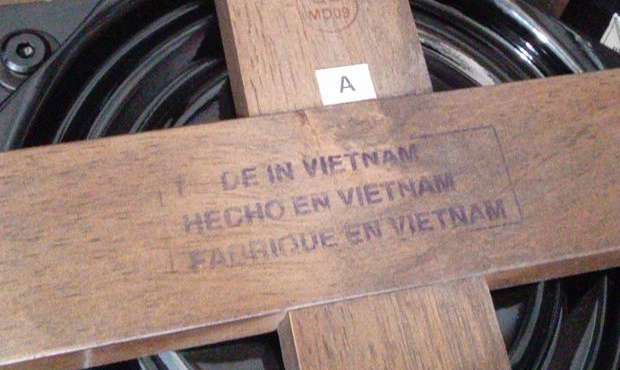 MD09
A
DE IN VIETNAM
HECHO EN VIETNAM
FABRIQUE EN VIETNAM